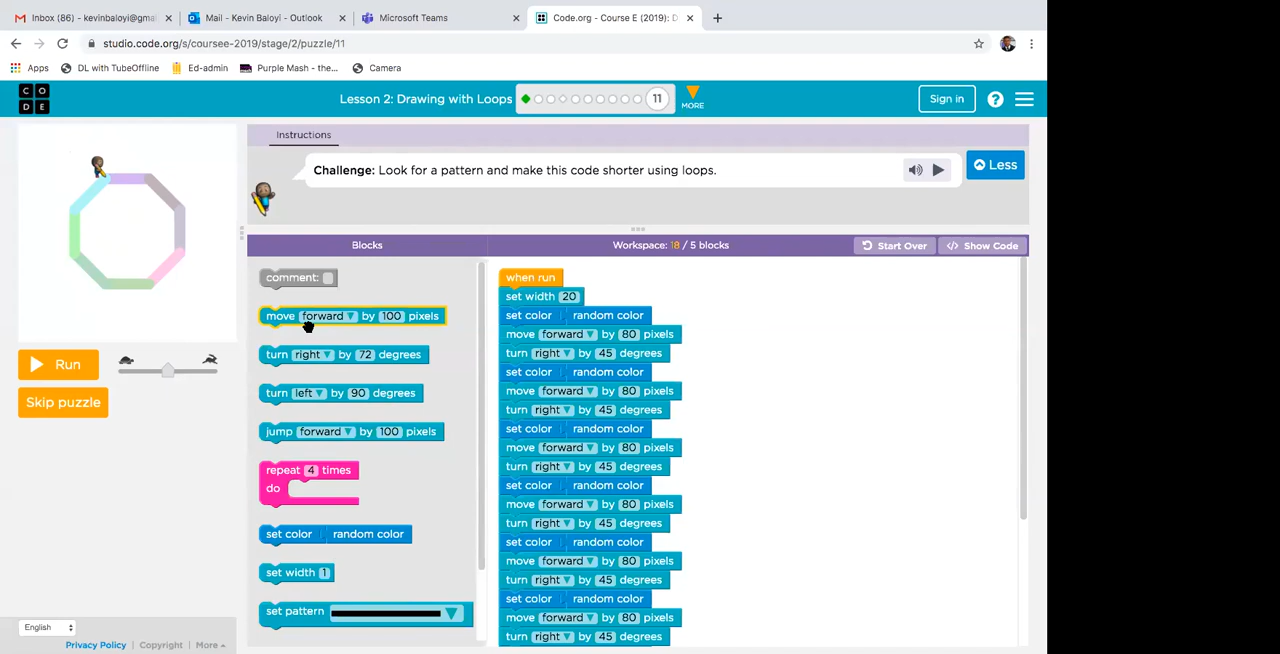 Inbox (86) - kevinbaloyi@gma
Mail - Kevin Baloyi - Outlook
Microsoft Teams
Code.org - Course E (2019): D
studio.code.org/s/coursee-2019/stage/2/puzzle/11
Apps
DL with TubeOffline
Ed-admin
Purple Mash - the...
Camera
C O
D E
Lesson 2: Drawing with Loops
11
MORE
Sign in
?
Instructions
Challenge: Look for a pattern and make this code shorter using loops.
Less
Blocks
Workspace: 18 / 5 blocks
Start Over
</> Show Code
comment:
move forward by 100 pixels
turn right by 72 degrees
turn left by 90 degrees
jump forward by 100 pixels
repeat 4 times
do
set color random color
set width 1
set pattern
when run
set width 20
set color random color
move forward by 80 pixels
turn right by 45 degrees
set color random color
move forward by 80 pixels
turn right by 45 degrees
set color random color
move forward by 80 pixels
turn right by 45 degrees
set color random color
move forward by 80 pixels
turn right by 45 degrees
set color random color
move forward by 80 pixels
turn right by 45 degrees
set color random color
move forward by 80 pixels
turn right by 45 degrees
Run
Skip puzzle
English
Privacy Policy | Copyright | More